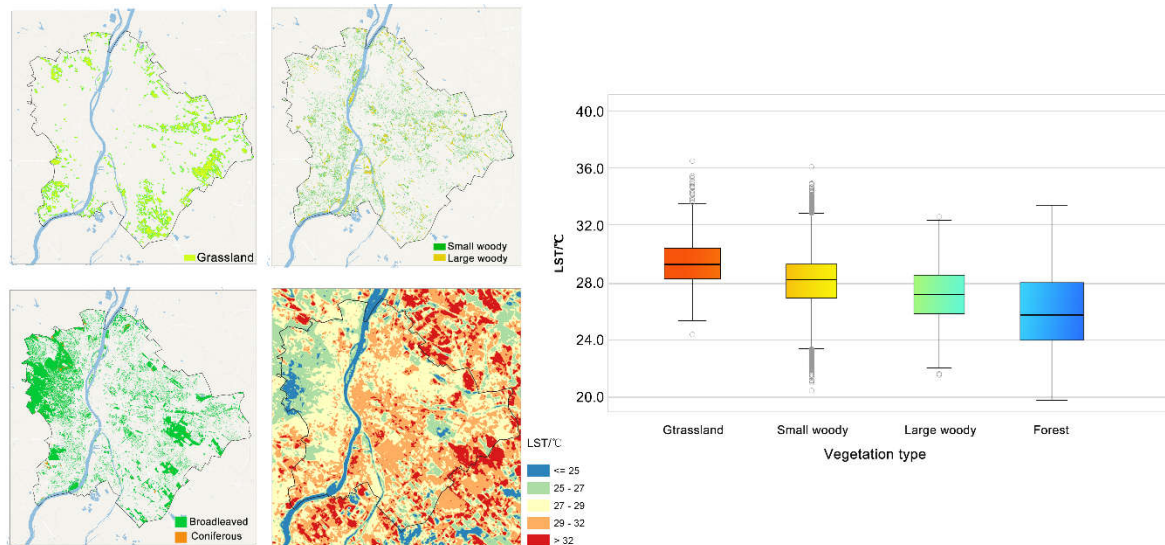 Grassland
Small woody
Large woody
Broadleaved
Coniferous
LST/℃
<= 25
25 - 27
27 - 29
29 - 32
> 32
LST/℃
40.0
36.0
32.0
28.0
24.0
20.0
Gtrassland Small woody Large woody Forest
Vegetation type